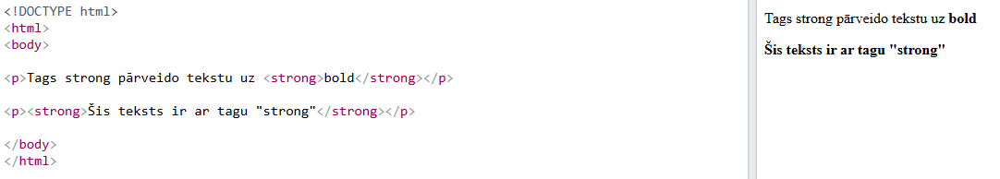 <!DOCTYPE html>
<html>
<body>
<p>Tags strong pārveido tekstu uz <strong>bold</strong></p>
<p><strong>Šis teksts ir ar tagu "strong"</strong></p>
</body>
</html>
Tags strong pārveido tekstu uz bold
Šis teksts ir ar tagu "strong"